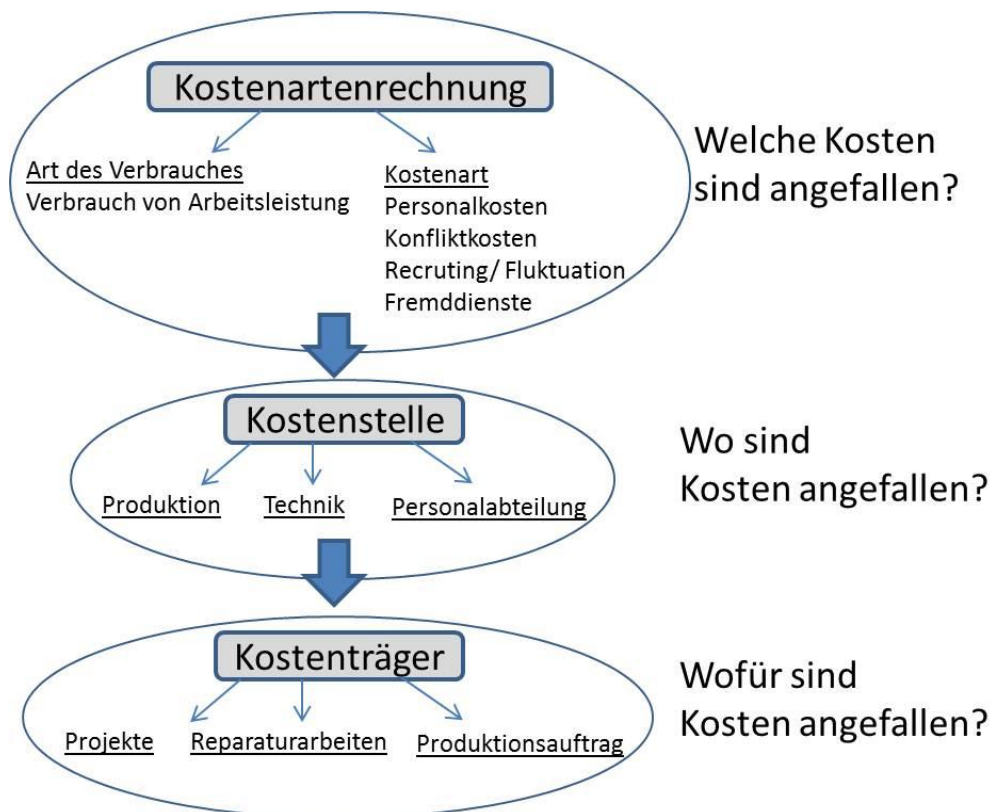 Kostenartenrechnung
Art des Verbrauches
Verbrauch von Arbeitsleistung
Kostenart
Personalkosten
Konfliktkosten
Recruting/ Fluktuation
Fremddienste
Welche Kosten
sind angefallen?
Kostenstelle
Produktion
Technik
Personalabteilung
Wo sind
Kosten angefallen?
Kostenträger
Projekte
Reparaturarbeiten
Produktionsauftrag
Wofür sind
Kosten angefallen?